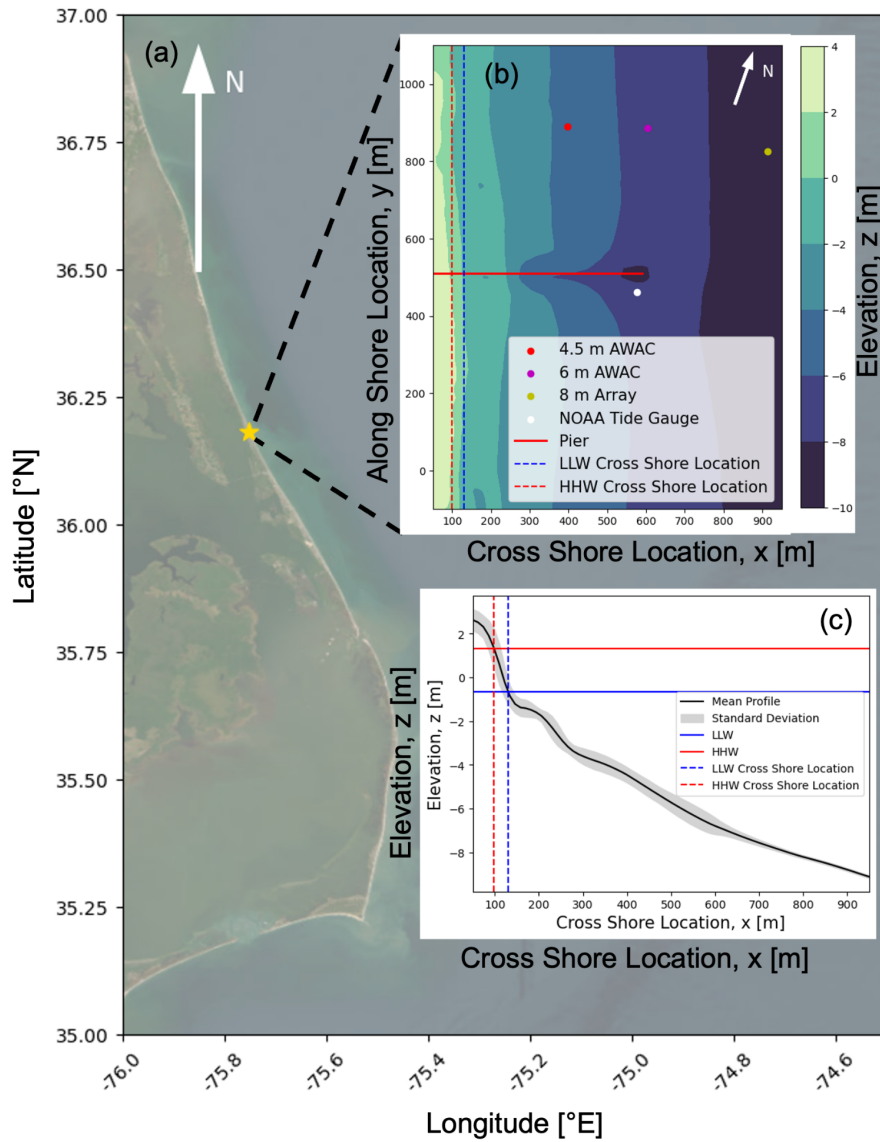 37.00
36.75
36.50
36.25
36.00
35.75
35.50
35.25
35.00
Latitude [°N]
-76.0
-75.8
-75.6
-75.4
-75.2
-75.0
-74.8
-74.6
Longitude [°E]
(a)
N
(b)
N
1000
800
600
400
200
0
Along Shore Location, y [m]
100 200 300 400 500 600 700 800 900
Cross Shore Location, x [m]
4.5 m AWAC
6 m AWAC
8 m Array
NOAA Tide Gauge
Pier
LLW Cross Shore Location
HHW Cross Shore Location
4
2
0
−2
−4
−6
−8
−10
Elevation, z [m]
(c)
2
0
−2
−4
−6
−8
Elevation, z [m]
Elevation, z [m]
Mean Profile
Standard Deviation
LLW
HHW
LLW Cross Shore Location
HHW Cross Shore Location
100 200 300 400 500 600 700 800 900
Cross Shore Location, x [m]
Cross Shore Location, x [m]